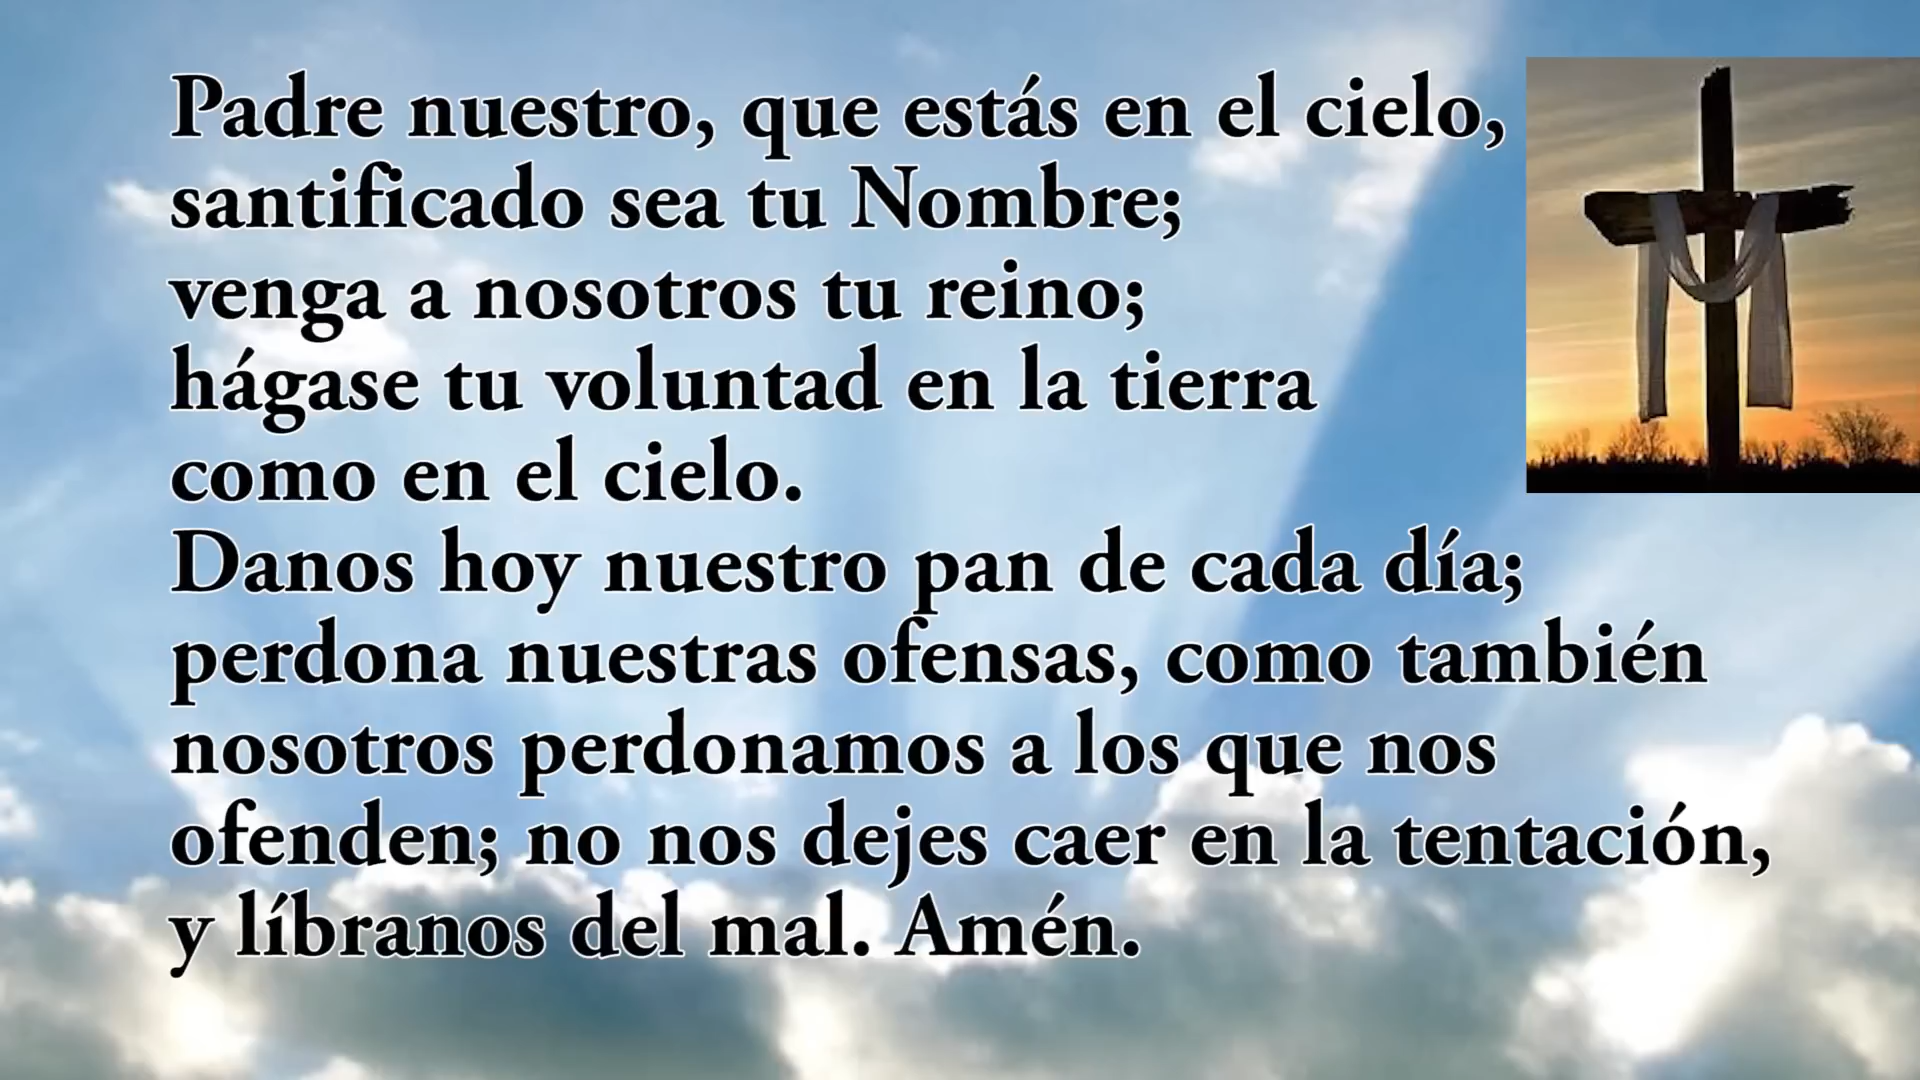 Padre nuestro, que estás en el cielo,
santificado sea tu Nombre;
venga a nosotros tu reino;
hágase tu voluntad en la tierra
como en el cielo.
Danos hoy nuestro pan de cada día;
perdona nuestras ofensas, como también
nosotros perdonamos a los que nos
ofenden; no nos dejes caer en la tentación,
y líbranos del mal. Amén.